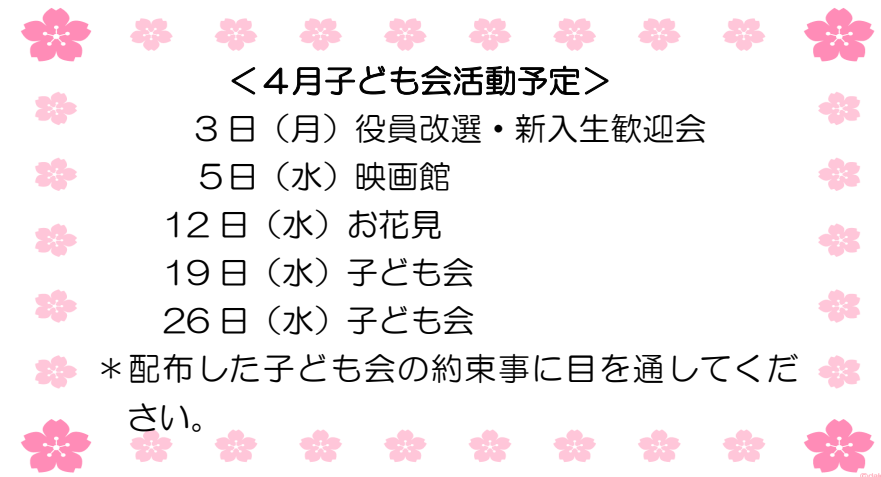 ＜４月子ども会活動予定＞
３日（月）役員改選・新入生歓迎会
５日（水）映画館
12日（水）お花見
19日（水）子ども会
26日（水）子ども会
＊配布した子ども会の約束事に目を通してくだ
さい。